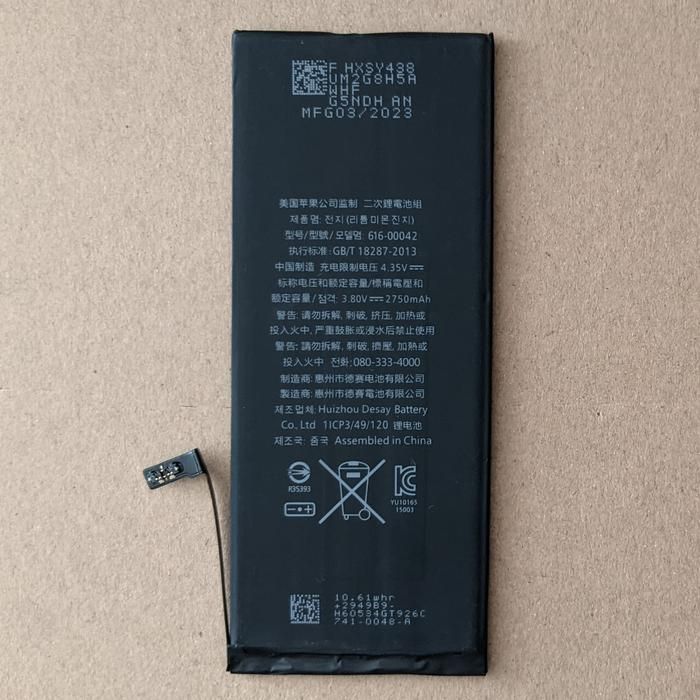 F HXSY438
UM2G8H5A
WHF
G5NDH AN
MFG03/2023
美国苹果公司监制 二次鋰電池组
제품명: 전지(리튬미몬진지)
型号/型號/모델명: 616-00042
执行标准:GB/T 18287-2013
中国制造 充电限制电压 4.35V⎓
标称电压和额定容量/標稱電壓和
額定容量/점격: 3.80V⎓2750mAh
警告: 请勿拆解, 刺破, 挤压, 加热或
投入火中, 严重鼓胀或浸水后禁止使用
警告: 請勿拆解, 刺破, 擠壓, 加熱或
投入火中 전화:080-333-4000
制造商: 惠州市德赛电池有限公司
製造商: 惠州市德賽電池有限公司
제조업체: Huizhou Desay Battery
Co., Ltd 1ICP3/49/120 锂电池
제조국: 줌국 Assembled in China
R35393
YU10165
15003
10.61whr
+2949B9-
H60534GT926C
741-0048-A